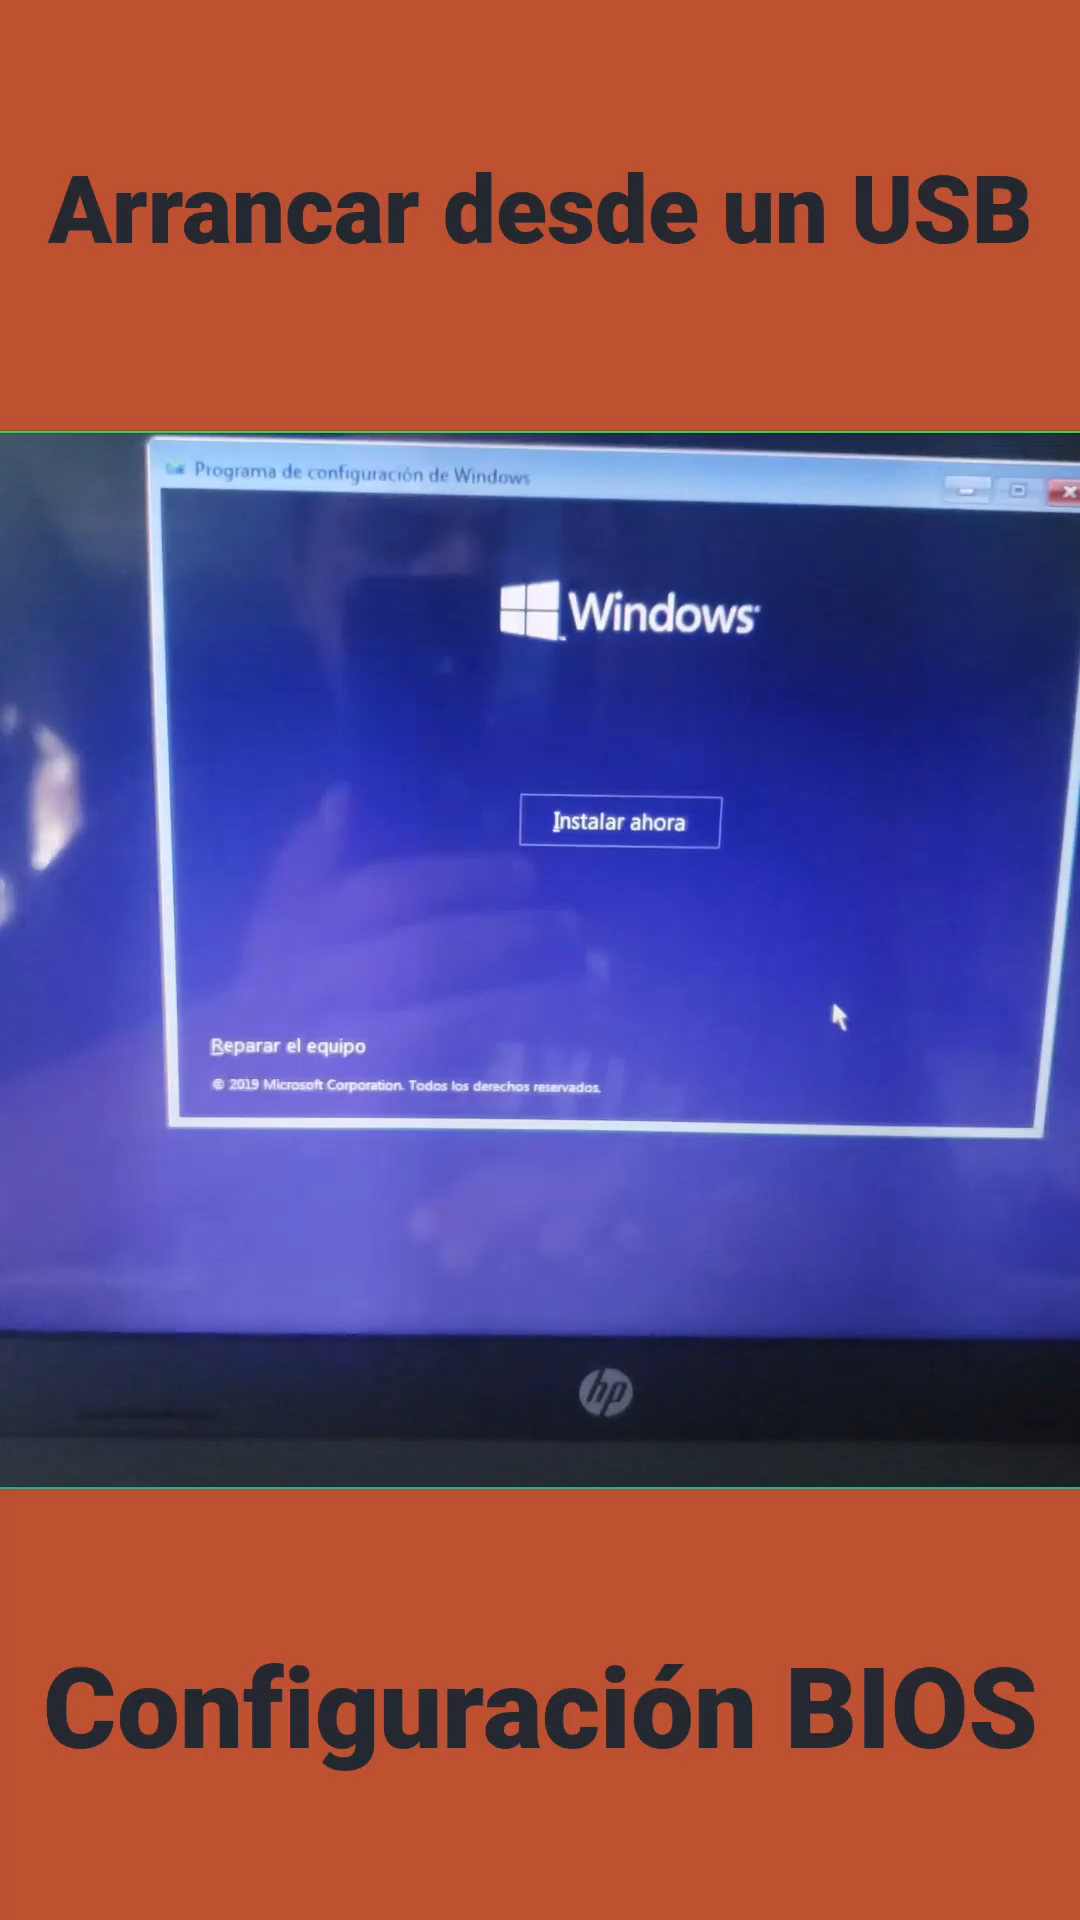 Arrancar desde un USB
Programa de configuración de Windows
Windows
Instalar ahora
Reparar el equipo
© 2019 Microsoft Corporation. Todos los derechos reservados.
hp
Configuración BIOS